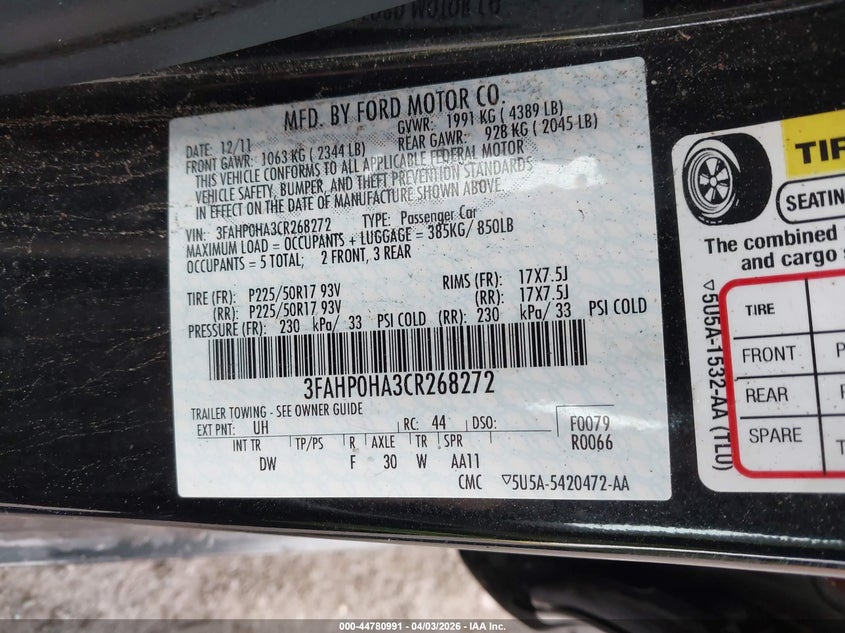 MFD. BY FORD MOTOR CO.
DATE: 12/11 GVWR: 1991 KG ( 4389 LB)
FRONT GAWR: 1063 KG ( 2344 LB) REAR GAWR: 928 KG ( 2045 LB)
THIS VEHICLE CONFORMS TO ALL APPLICABLE FEDERAL MOTOR
VEHICLE SAFETY, BUMPER, AND THEFT PREVENTION STANDARDS
IN EFFECT ON THE DATE OF MANUFACTURE SHOWN ABOVE.
VIN: 3FAHP0HA3CR268272 TYPE: Passenger Car
MAXIMUM LOAD = OCCUPANTS + LUGGAGE = 385KG/ 850LB
OCCUPANTS = 5 TOTAL; 2 FRONT, 3 REAR
TIRE (FR): P225/50R17 93V RIMS (FR): 17X7.5J
(RR): P225/50R17 93V (RR): 17X7.5J
PRESSURE (FR): 230 kPa/ 33 PSI COLD (RR): 230 kPa/ 33 PSI COLD
3FAHP0HA3CR268272
TRAILER TOWING - SEE OWNER GUIDE
EXT PNT: UH RC: 44 DSO: F0079
R0066
INT TR TP/PS R AXLE TR SPR
DW F 30 W AA11
CMC ▽5U5A-5420472-AA
SEATING
The combined
and cargo
TIRE
FRONT
REAR
SPARE
▽5U5A-1532-AA (TL0)
000-44780991 - 04/03/2026 - IAA Inc.